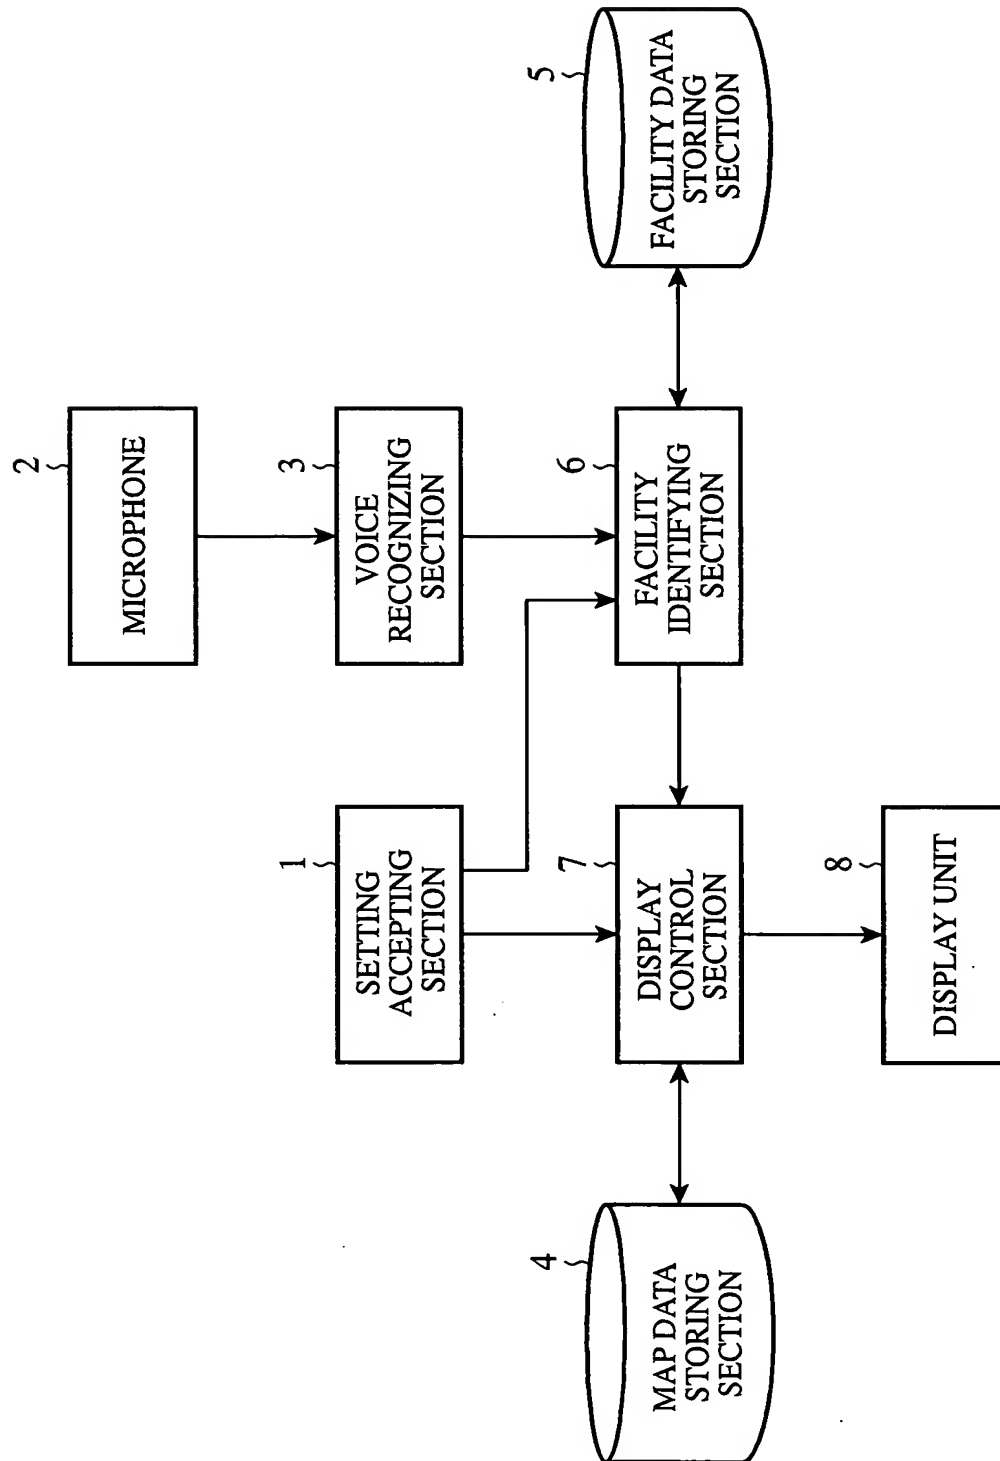 2
MICROPHONE
1
SETTING
ACCEPTING
SECTION
3
VOICE
RECOGNIZING
SECTION
4
MAP DATA
STORING
SECTION
7
DISPLAY
CONTROL
SECTION
6
FACILITY
IDENTIFYING
SECTION
5
FACILITY DATA
STORING
SECTION
8
DISPLAY UNIT